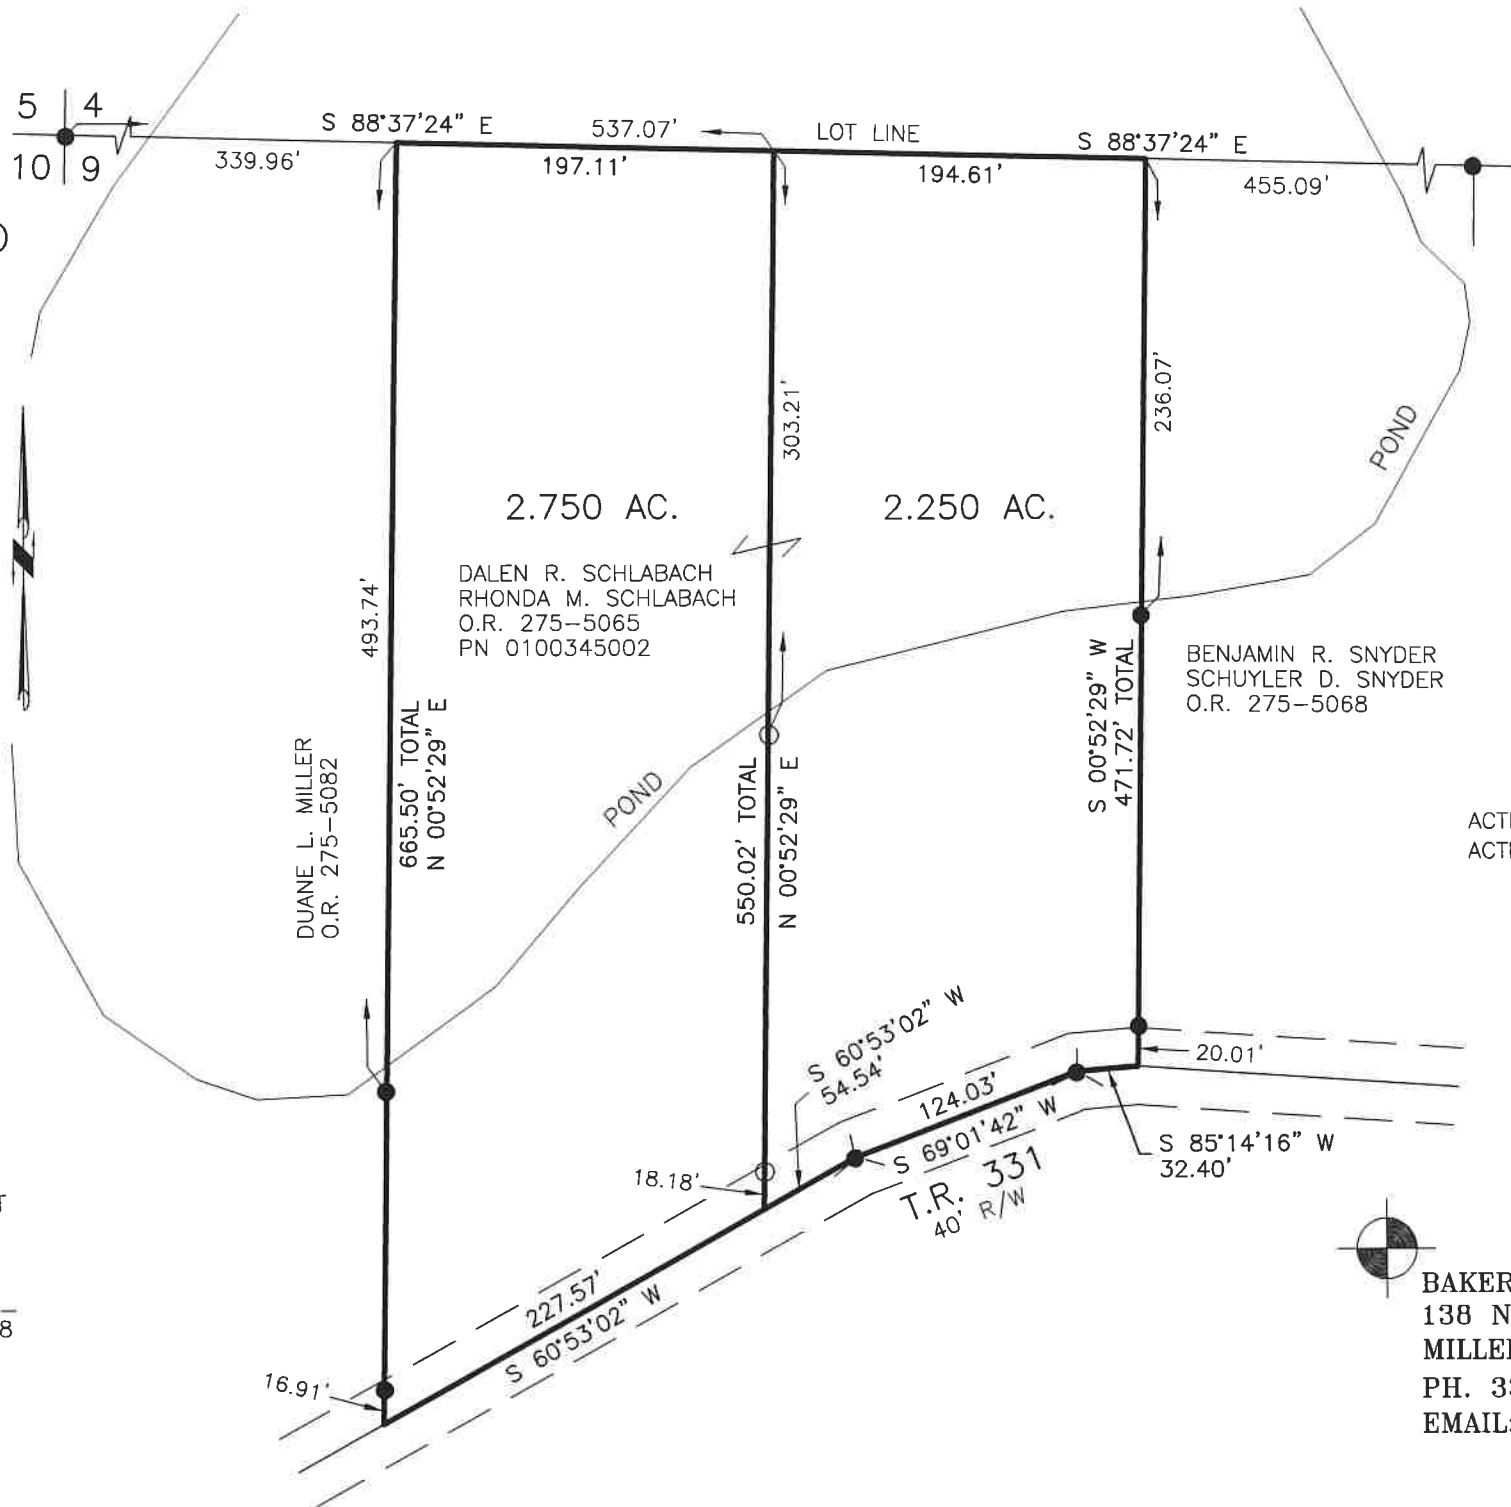 5 4
10 9
S 88°37'24" E
339.96'
537.07'
197.11'
LOT LINE
S 88°37'24" E
194.61'
455.09'
303.21'
236.07'
POND
2.750 AC.
2.250 AC.
DALEN R. SCHLABACH
RHONDA M. SCHLABACH
O.R. 275-5065
PN 0100345002
493.74'
665.50' TOTAL
N 00°52'29" E
DUANE L. MILLER
O.R. 275-5082
POND
550.02' TOTAL
N 00°52'29" E
S 00°52'29" W
471.72' TOTAL
BENJAMIN R. SNYDER
SCHUYLER D. SNYDER
O.R. 275-5068
S 60°53'02" W
54.54'
124.03'
S 69°01'42" W
T.R. 331
40' R/W
20.01'
S 85°14'16" W
32.40'
18.18'
227.57'
S 60°53'02" W
16.91'
8
BAKER
138 N
MILLE
PH. 3
EMAIL: